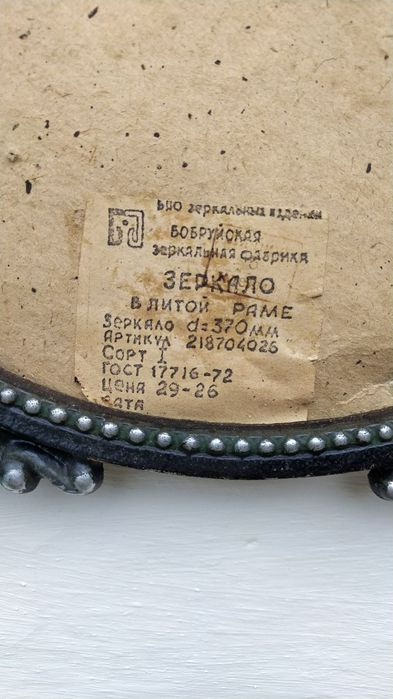 БПО зеркальных изделий
БОБРУЙСКАЯ
зеркальная фабрика
ЗЕРКАЛО
В ЛИТОЙ РАМЕ
Зеркало d=370мм
Артикул 218704026
Сорт I
ГОСТ 17716-72
Цена 29-26
Дата